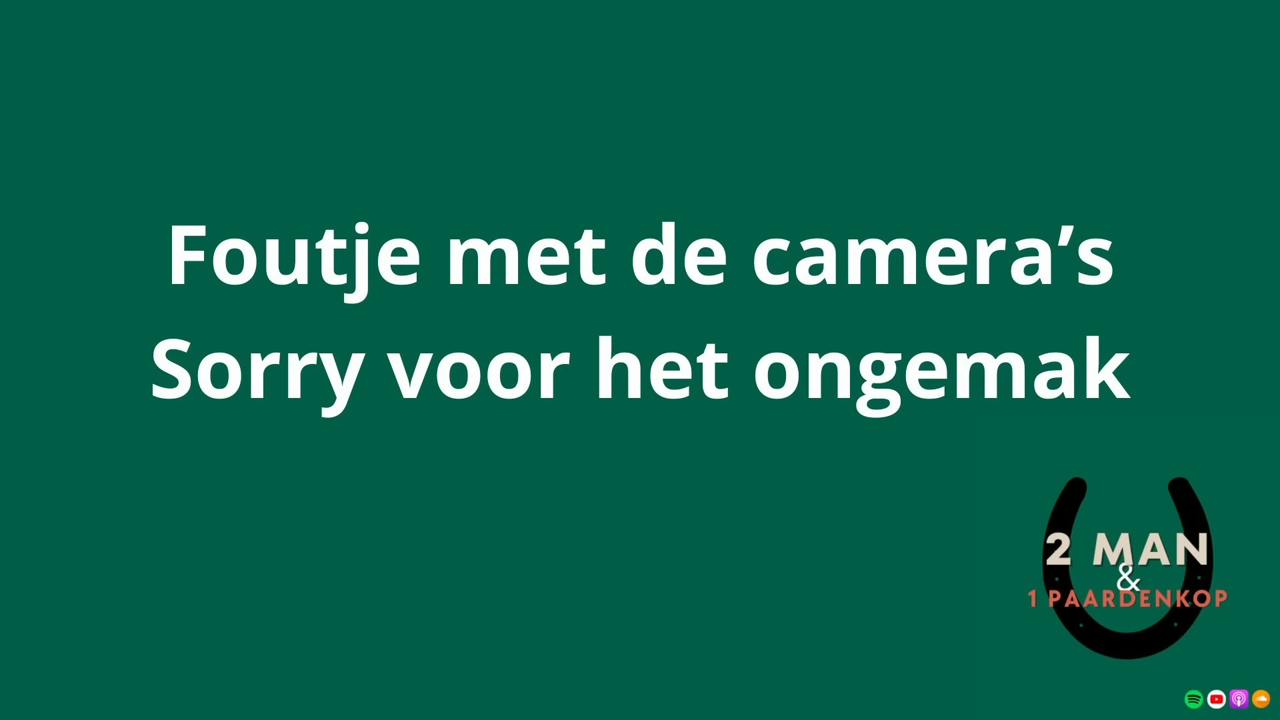 Foutje met de camera’s
Sorry voor het ongemak
2 MAN
&
1 PAARDENKOP